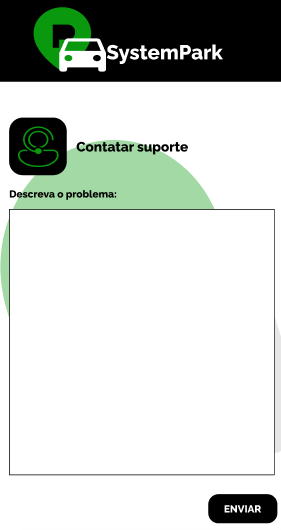 SystemPark
Contatar suporte
Descreva o problema:
ENVIAR